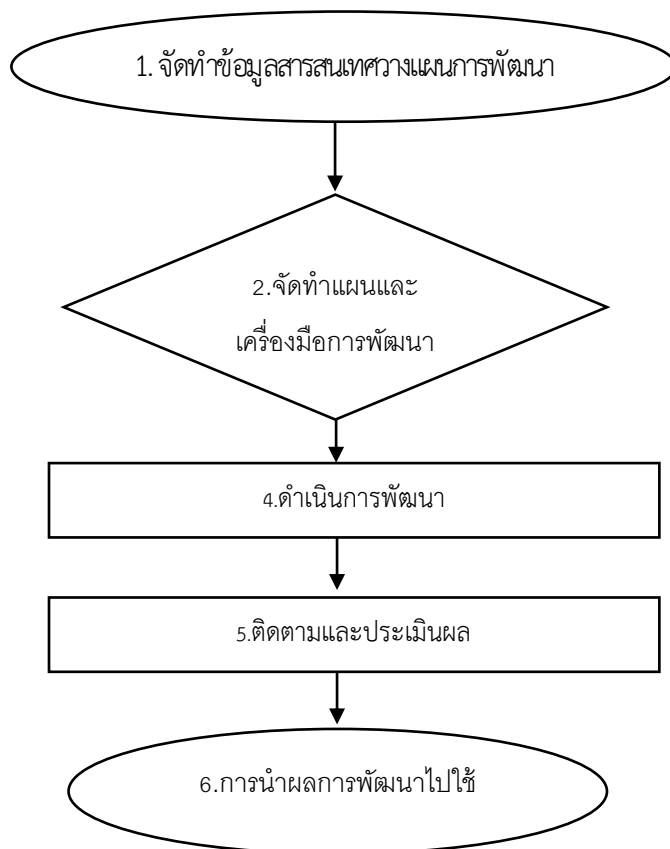 1. จัดทำข้อมูลสารสนเทศวางแผนการพัฒนา
2.จัดทำแผนและ
เครื่องมือการพัฒนา
4.ดำเนินการพัฒนา
5.ติดตามและประเมินผล
6.การนำผลการพัฒนาไปใช้